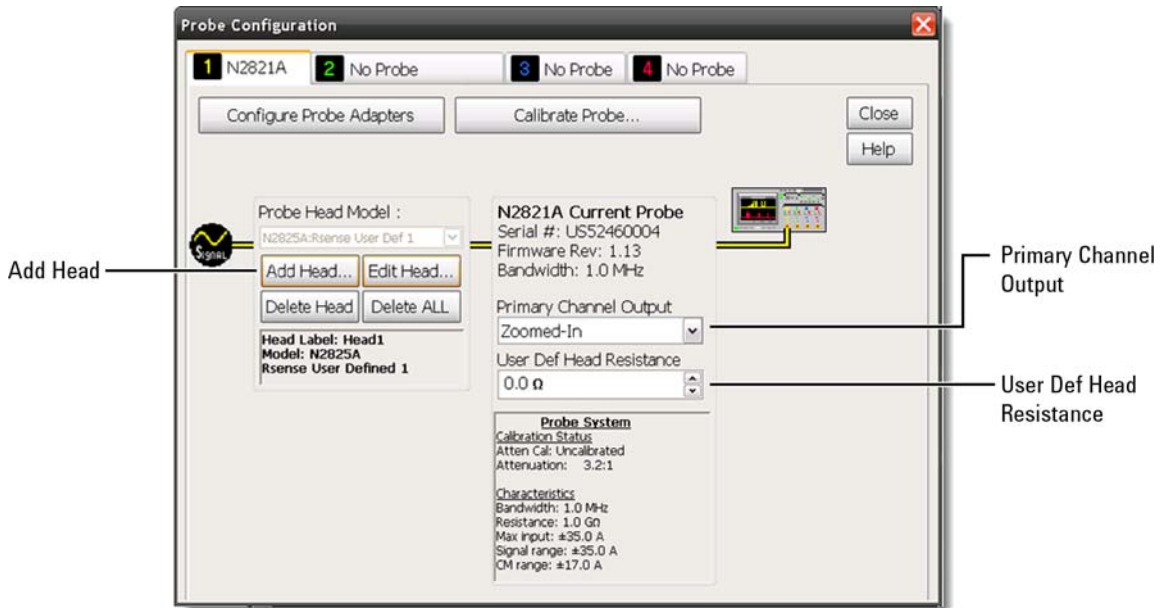 Probe Configuration
1 N2821A 2 No Probe 3 No Probe 4 No Probe
Configure Probe Adapters
Calibrate Probe...
Close
Help
SIGNAL
Probe Head Model :
N2825A:Rsense User Def 1
Add Head...
Edit Head...
Delete Head
Delete ALL
Head Label: Head1
Model: N2825A
Rsense User Defined 1
N2821A Current Probe
Serial #: US52460004
Firmware Rev: 1.13
Bandwidth: 1.0 MHz
Primary Channel Output
Zoomed-In
User Def Head Resistance
0.0 Ω
Probe System
Calibration Status
Atten Cal: Uncalibrated
Attenuation: 3.2:1
Characteristics
Bandwidth: 1.0 MHz
Resistance: 1.0 GΩ
Max input: ±35.0 A
Signal range: ±35.0 A
CM range: ±17.0 A
Add Head
Primary Channel
Output
User Def Head
Resistance